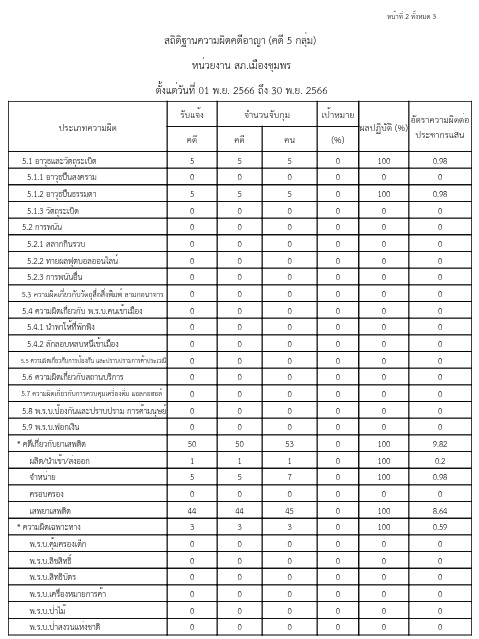 หน้าที่ 2 ทั้งหมด 3
สถิติฐานความผิดคดีอาญา (คดี 5 กลุ่ม)
หน่วยงาน สภ.เมืองชุมพร
ตั้งแต่วันที่ 01 พ.ย. 2566 ถึง 30 พ.ย. 2566
ประเภทความผิด รับแจ้ง จำนวนจับกุม เป้าหมาย ผลปฏิบัติ (%) อัตราความผิดต่อ
ประชากรแสน
คดี คดี คน (%)
5.1 อาวุธและวัตถุระเบิด 5 5 5 0 100 0.98
5.1.1 อาวุธปืนสงคราม 0 0 0 0 0 0
5.1.2 อาวุธปืนธรรมดา 5 5 5 0 100 0.98
5.1.3 วัตถุระเบิด 0 0 0 0 0 0
5.2 การพนัน 0 0 0 0 0 0
5.2.1 สลากกินรวบ 0 0 0 0 0 0
5.2.2 ทายผลฟุตบอลออนไลน์ 0 0 0 0 0 0
5.2.3 การพนันอื่น 0 0 0 0 0 0
5.3 ความผิดเกี่ยวกับวัตถุสื่อสิ่งพิมพ์ ลามกอนาจาร 0 0 0 0 0 0
5.4 ความผิดเกี่ยวกับ พ.ร.บ.คนเข้าเมือง 0 0 0 0 0 0
5.4.1 นำพาให้ที่พักพิง 0 0 0 0 0 0
5.4.2 ลักลอบหลบหนีเข้าเมือง 0 0 0 0 0 0
5.5 ความผิดเกี่ยวกับการป้องกัน และปราบปรามการค้าประเวณี 0 0 0 0 0 0
5.6 ความผิดเกี่ยวกับสถานบริการ 0 0 0 0 0 0
5.7 ความผิดเกี่ยวกับการควบคุมเครื่องดื่ม แอลกอฮอล์ 0 0 0 0 0 0
5.8 พ.ร.บ.ป้องกันและปราบปราม การค้ามนุษย์ 0 0 0 0 0 0
5.9 พ.ร.บ.ฟอกเงิน 0 0 0 0 0 0
* คดีเกี่ยวกับยาเสพติด 50 50 53 0 100 9.82
ผลิต/นำเข้า/ส่งออก 1 1 1 0 100 0.2
จำหน่าย 5 5 7 0 100 0.98
ครอบครอง 0 0 0 0 0 0
เสพยาเสพติด 44 44 45 0 100 8.64
* ความผิดเฉพาะทาง 3 3 3 0 100 0.59
พ.ร.บ.คุ้มครองเด็ก 0 0 0 0 0 0
พ.ร.บ.ลิขสิทธิ์ 0 0 0 0 0 0
พ.ร.บ.สิทธิบัตร 0 0 0 0 0 0
พ.ร.บ.เครื่องหมายการค้า 0 0 0 0 0 0
พ.ร.บ.ป่าไม้ 0 0 0 0 0 0
พ.ร.บ.ป่าสงวนแห่งชาติ 0 0 0 0 0 0